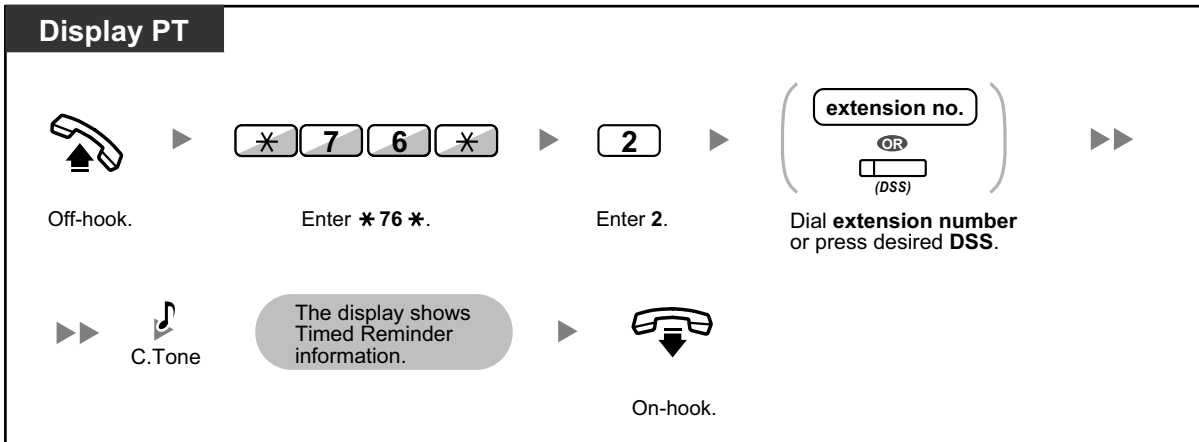 Display PT
* 7 6 *
2
extension no.
OR
(DSS)
Off-hook.
Enter * 76 *.
Enter 2.
Dial extension number
or press desired DSS.
C.Tone
The display shows
Timed Reminder
information.
On-hook.